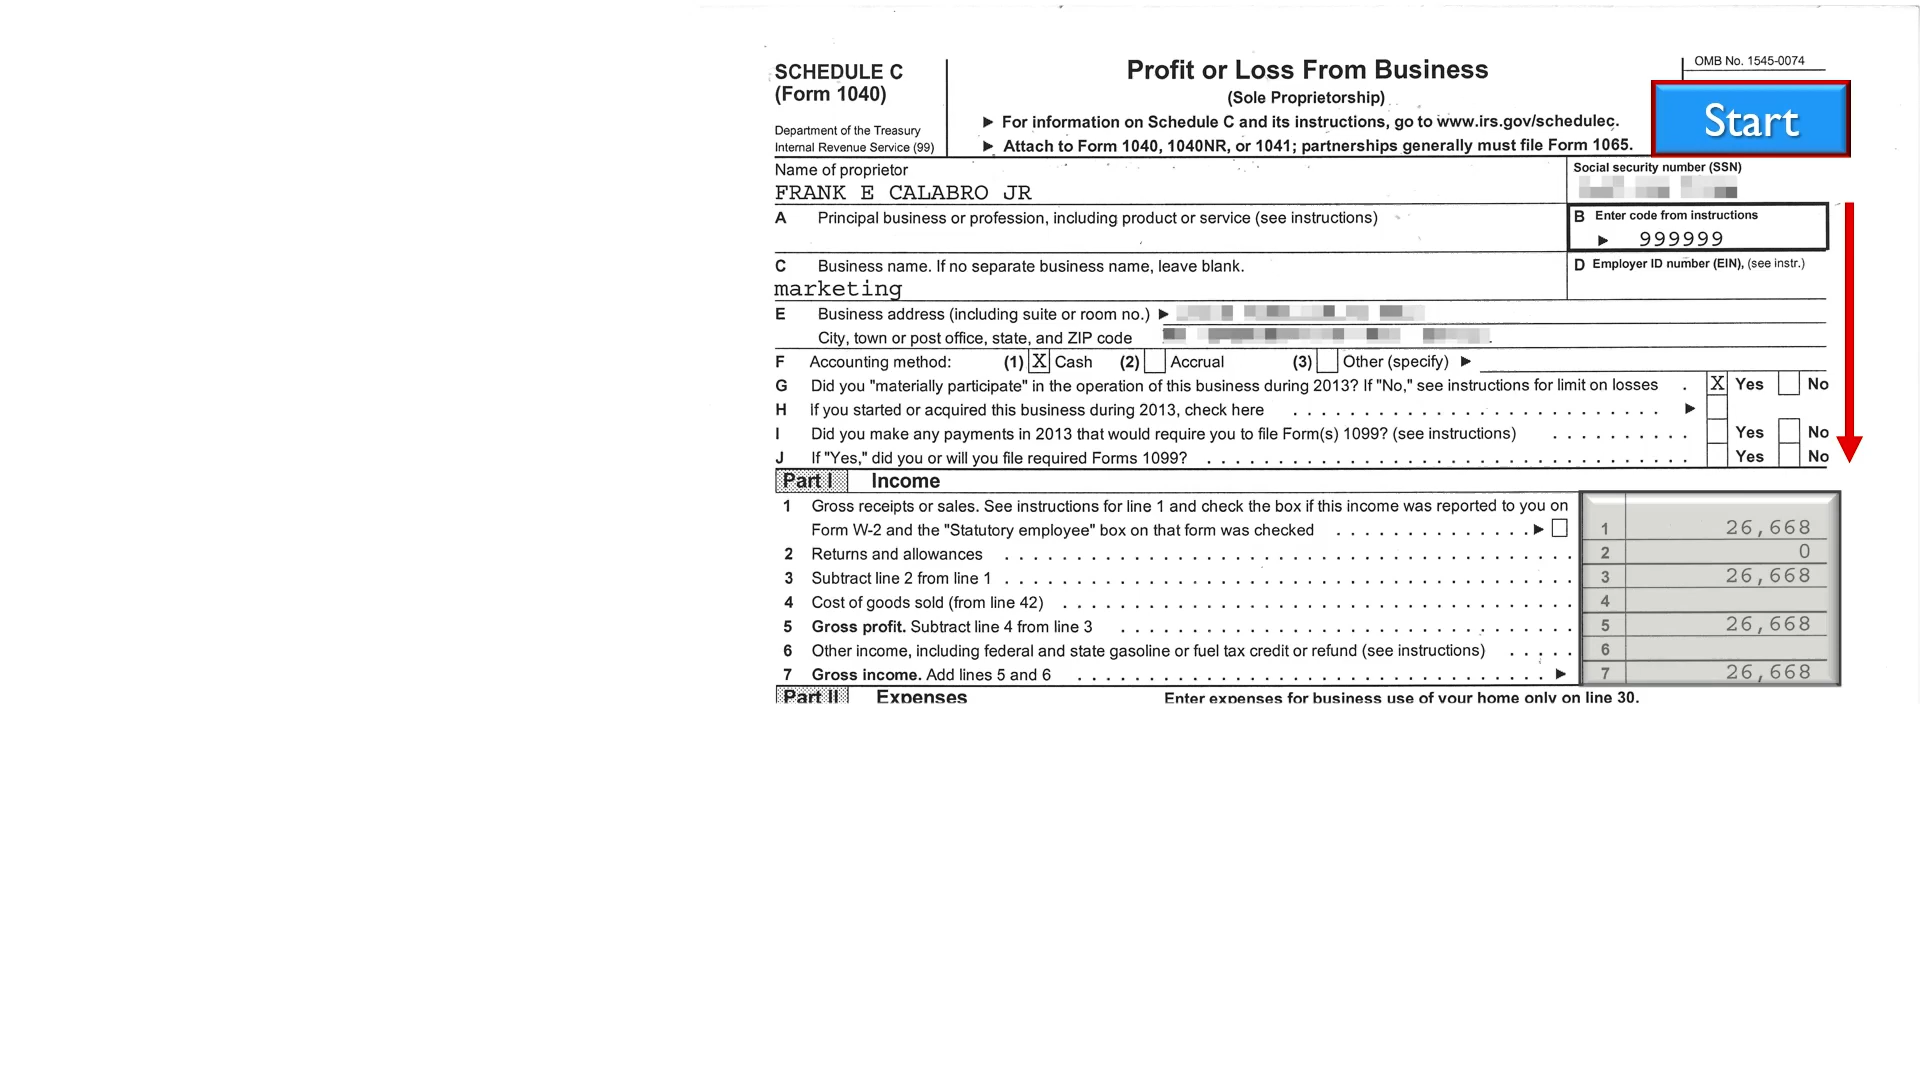 SCHEDULE C
(Form 1040)
Department of the Treasury
Internal Revenue Service (99)
Profit or Loss From Business
(Sole Proprietorship)
► For information on Schedule C and its instructions, go to www.irs.gov/schedulec.
► Attach to Form 1040, 1040NR, or 1041; partnerships generally must file Form 1065.
OMB No. 1545-0074
Start
Name of proprietor
FRANK E CALABRO JR
Social security number (SSN)
A Principal business or profession, including product or service (see instructions)
B Enter code from instructions
► 999999
C Business name. If no separate business name, leave blank.
marketing
D Employer ID number (EIN), (see instr.)
E Business address (including suite or room no.) ►
City, town or post office, state, and ZIP code
F Accounting method: (1) X Cash (2) Accrual (3) Other (specify) ►
G Did you "materially participate" in the operation of this business during 2013? If "No," see instructions for limit on losses . X Yes No
H If you started or acquired this business during 2013, check here ►
I Did you make any payments in 2013 that would require you to file Form(s) 1099? (see instructions) Yes No
J If "Yes," did you or will you file required Forms 1099? Yes No
Part I Income
1 Gross receipts or sales. See instructions for line 1 and check the box if this income was reported to you on
Form W-2 and the "Statutory employee" box on that form was checked ► 1 26,668
2 Returns and allowances 2 0
3 Subtract line 2 from line 1 3 26,668
4 Cost of goods sold (from line 42) 4
5 Gross profit. Subtract line 4 from line 3 5 26,668
6 Other income, including federal and state gasoline or fuel tax credit or refund (see instructions) 6
7 Gross income. Add lines 5 and 6 ► 7 26,668
Part II Expenses Enter expenses for business use of your home only on line 30.